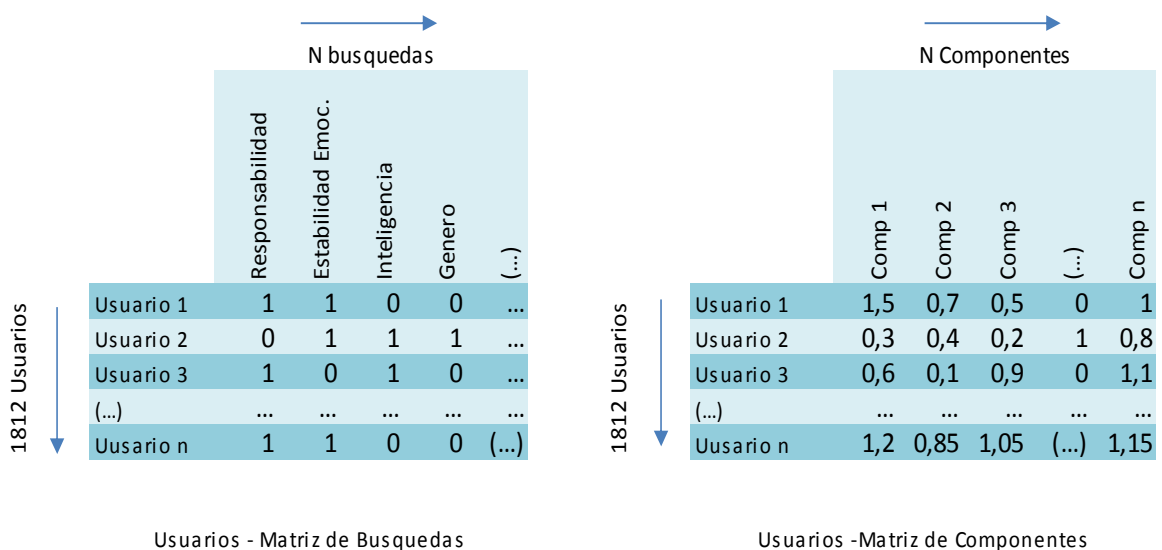 N busquedas
Responsabilidad
Estabilidad Emoc.
Inteligencia
Genero
(...)
1812 Usuarios
Usuario 1 1 1 0 0 ...
Usuario 2 0 1 1 1 ...
Usuario 3 1 0 1 0 ...
(...) ... ... ... ... ...
Uusario n 1 1 0 0 (...)
Usuarios - Matriz de Busquedas
N Componentes
Comp 1
Comp 2
Comp 3
(...)
Comp n
1812 Usuarios
Usuario 1 1,5 0,7 0,5 0 1
Usuario 2 0,3 0,4 0,2 1 0,8
Usuario 3 0,6 0,1 0,9 0 1,1
(...) ... ... ... ... ...
Uusario n 1,2 0,85 1,05 (...) 1,15
Usuarios -Matriz de Componentes